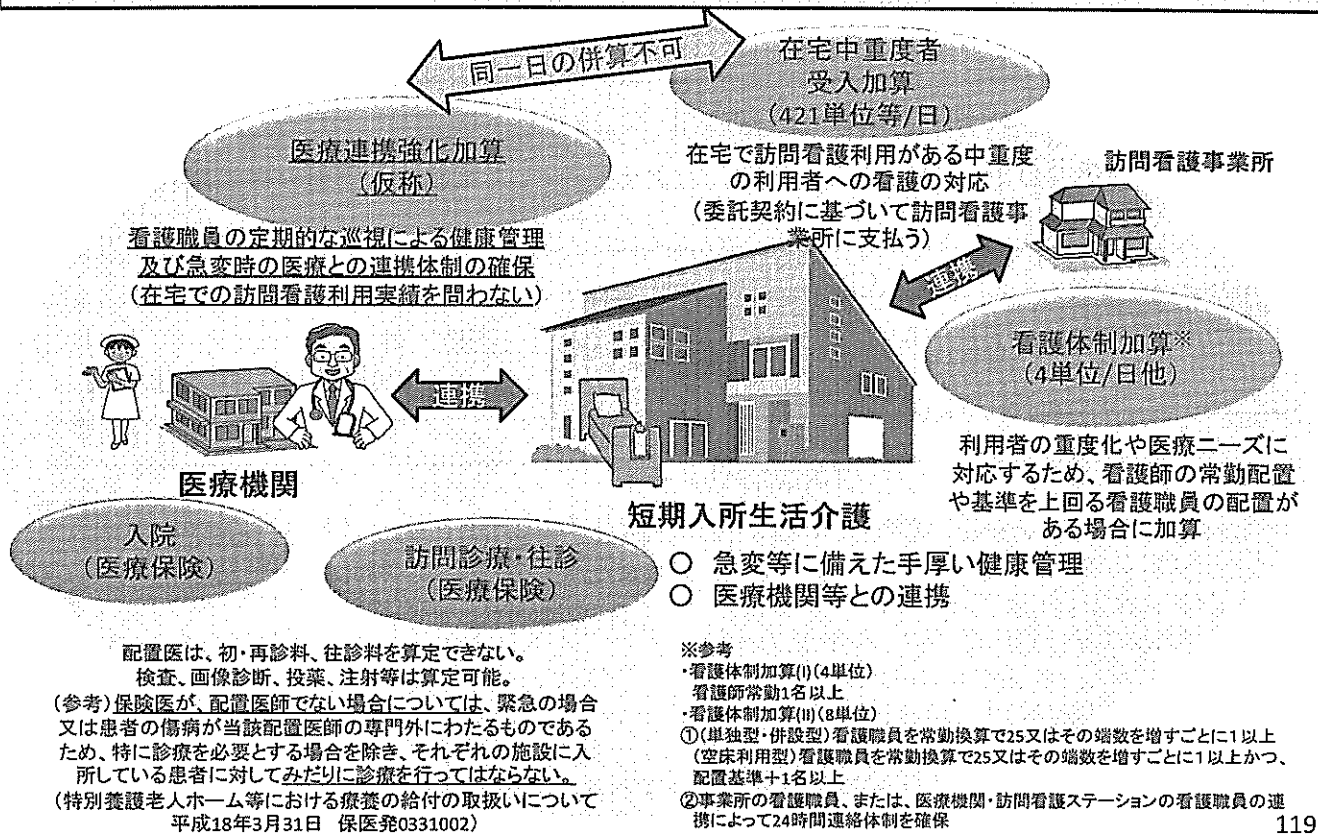 同一日の併算不可
在宅中重度者
受入加算
(421単位等/日)
医療連携強化加算
(仮称)
在宅で訪問看護利用がある中重度
の利用者への看護の対応
(委託契約に基づいて訪問看護事
業所に支払う)
訪問看護事業所
看護職員の定期的な巡視による健康管理
及び急変時の医療との連携体制の確保
(在宅での訪問看護利用実績を問わない)
連携
看護体制加算※
(4単位/日他)
連携
利用者の重度化や医療ニーズに
対応するため、看護師の常勤配置
や基準を上回る看護職員の配置が
ある場合に加算
医療機関
短期入所生活介護
入院
(医療保険)
訪問診療・往診
(医療保険)
○ 急変等に備えた手厚い健康管理
○ 医療機関等との連携
配置医は、初・再診料、往診料を算定できない。
検査、画像診断、投薬、注射等は算定可能。
(参考)保険医が、配置医師でない場合については、緊急の場合
又は患者の傷病が当該配置医師の専門外にわたるものである
ため、特に診療を必要とする場合を除き、それぞれの施設に入
所している患者に対してみだりに診療を行ってはならない。
(特別養護老人ホーム等における療養の給付の取扱いについて
平成18年3月31日 保医発0331002)
※参考
・看護体制加算(I)(4単位)
看護師常勤1名以上
・看護体制加算(II)(8単位)
①(単独型・併設型)看護職員を常勤換算で25又はその端数を増すごとに1以上
(空床利用型)看護職員を常勤換算で25又はその端数を増すごとに1以上かつ、
配置基準+1名以上
②事業所の看護職員、または、医療機関・訪問看護ステーションの看護職員の連
携によって24時間連絡体制を確保
119